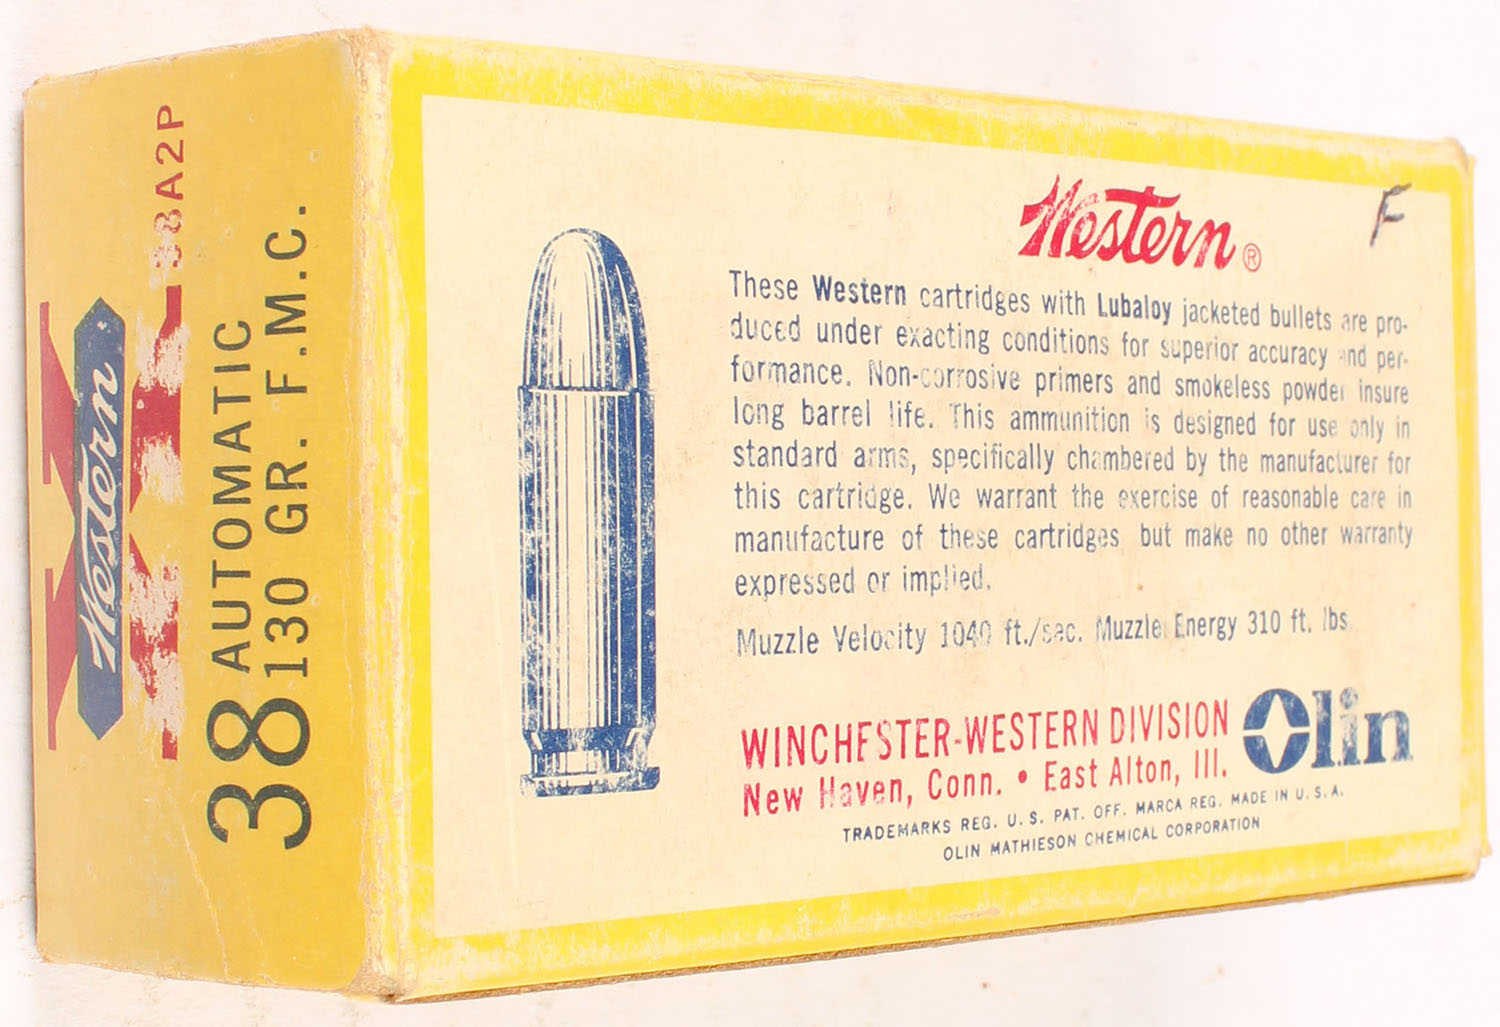 Western
38A2P
38 AUTOMATIC
130 GR. F.M.C.
Western ®
F
These Western cartridges with Lubaloy jacketed bullets are pro-
duced under exacting conditions for superior accuracy and per-
formance. Non-corrosive primers and smokeless powder insure
long barrel life. This ammunition is designed for use only in
standard arms, specifically chambered by the manufacturer for
this cartridge. We warrant the exercise of reasonable care in
manufacture of these cartridges but make no other warranty
expressed or implied.
Muzzle Velocity 1040 ft./sec. Muzzle Energy 310 ft. lbs.
WINCHESTER-WESTERN DIVISION
New Haven, Conn. • East Alton, Ill.
Olin
TRADEMARKS REG. U. S. PAT. OFF. MARCA REG. MADE IN U. S. A.
OLIN MATHIESON CHEMICAL CORPORATION